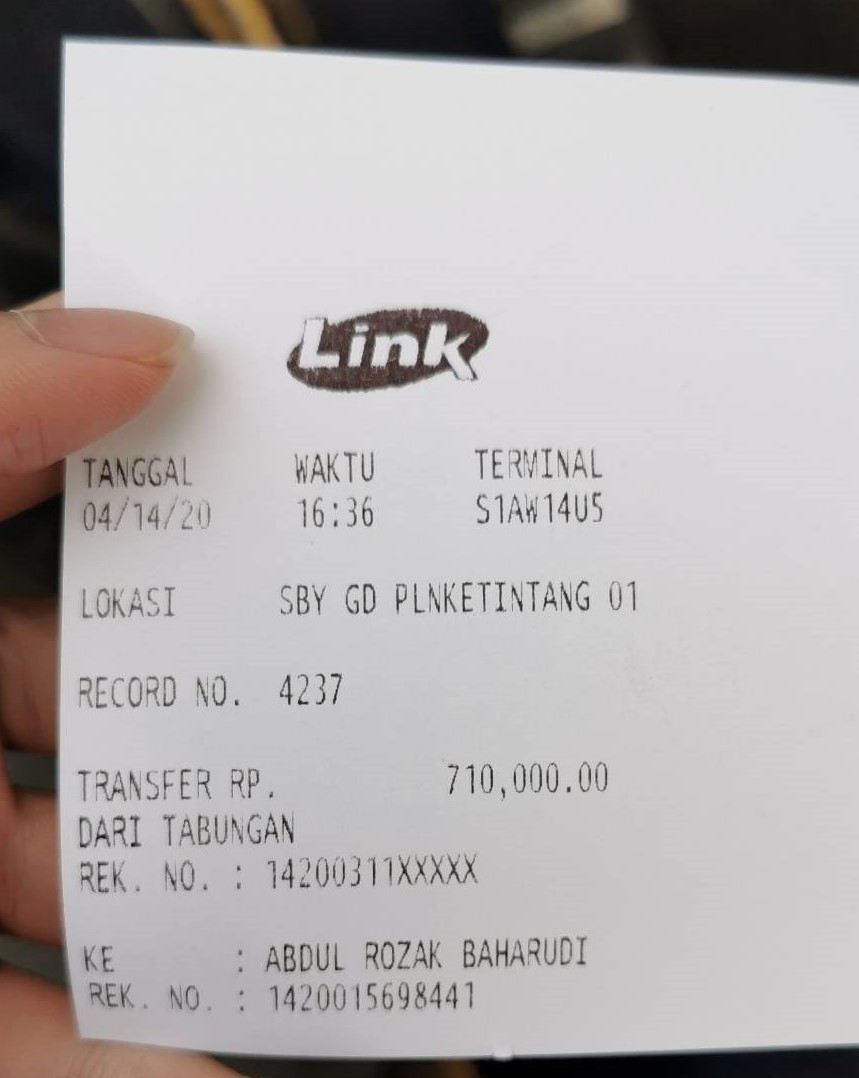 Link
TANGGAL WAKTU TERMINAL
04/14/20 16:36 S1AW14U5
LOKASI SBY GD PLNKETINTANG 01
RECORD NO. 4237
TRANSFER RP. 710,000.00
DARI TABUNGAN
REK. NO. : 14200311XXXXX
KE : ABDUL ROZAK BAHARUDI
REK. NO. : 1420015698441